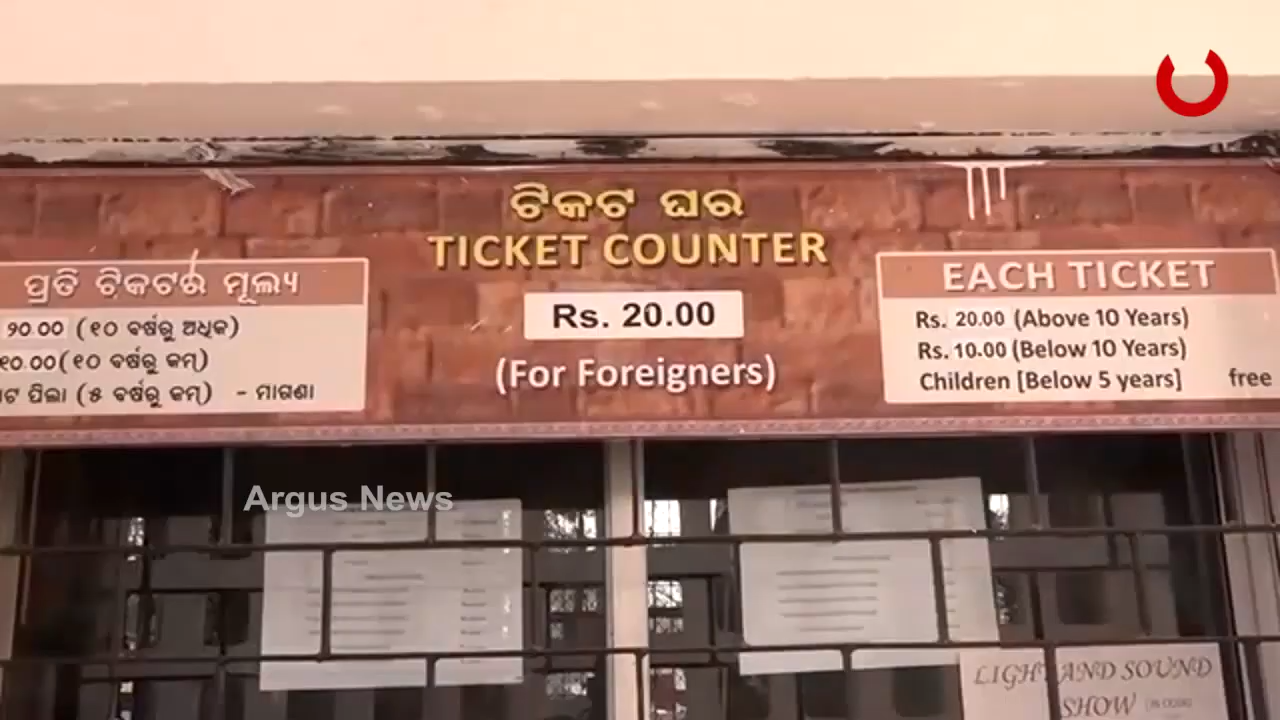 ଟିକଟ ଘର
TICKET COUNTER
Rs. 20.00
(For Foreigners)
ପ୍ରତି ଟିକଟର ମୂଲ୍ୟ
୨୦.୦୦ (୧୦ ବର୍ଷରୁ ଅଧିକ)
୧୦.୦୦(୧୦ ବର୍ଷରୁ କମ୍)
ପିଲା (୫ ବର୍ଷରୁ କମ୍) - ମାଗଣା
EACH TICKET
Rs. 20.00 (Above 10 Years)
Rs. 10.00 (Below 10 Years)
Children [Below 5 years] free
Argus News
LIGHT AND SOUND
SHOW